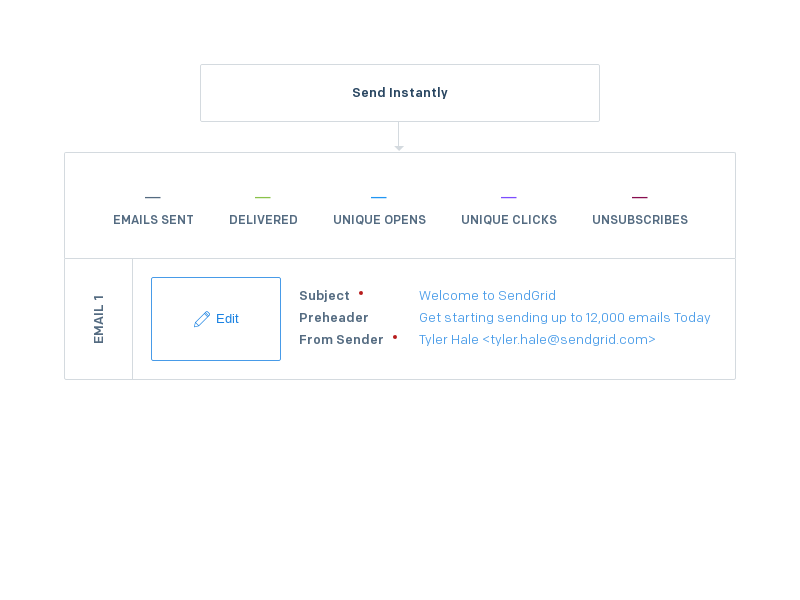 Send Instantly
— — — — —
EMAILS SENT DELIVERED UNIQUE OPENS UNIQUE CLICKS UNSUBSCRIBES
EMAIL 1
Edit
Subject • Welcome to SendGrid
Preheader Get starting sending up to 12,000 emails Today
From Sender • Tyler Hale <tyler.hale@sendgrid.com>